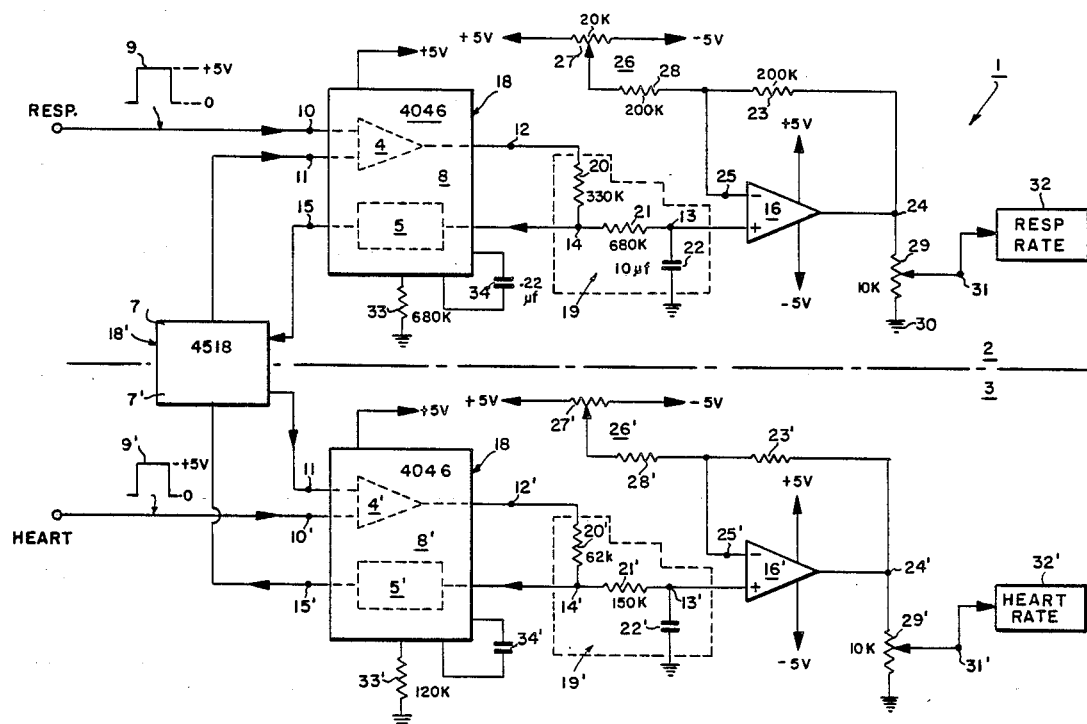 20K
+5V
-5V
+5V
27
26
28
200K
200K
23
1
9
+5V
0
RESP.
10
11
15
4046
4
8
5
18
12
20
330K
21
680K
14
13
22
10μf
19
25
+5V
-
16
+
-5V
24
29
10K
30
31
32
RESP
RATE
33
680K
34
.22
μf
7
18'
4518
7'
2
3
9'
+5V
0
HEART
11
10'
15'
+5V
4046
4'
8'
5'
18
12'
20'
62k
21'
150K
14'
13'
22'
19'
33'
120K
34'
+5V
-5V
27'
26'
28'
23'
25'
+5V
-
16'
+
-5V
24'
29'
10K
31'
32'
HEART
RATE